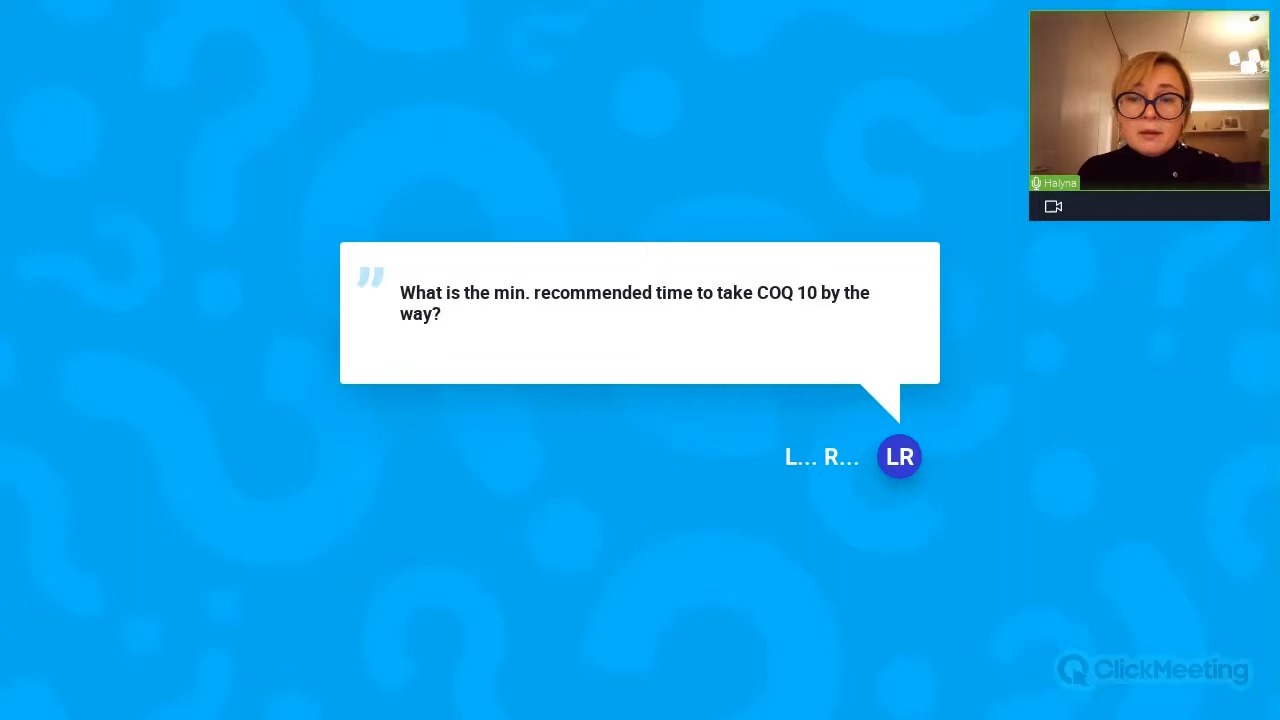 Halyna
What is the min. recommended time to take COQ 10 by the
way?
L... R...
LR
ClickMeeting